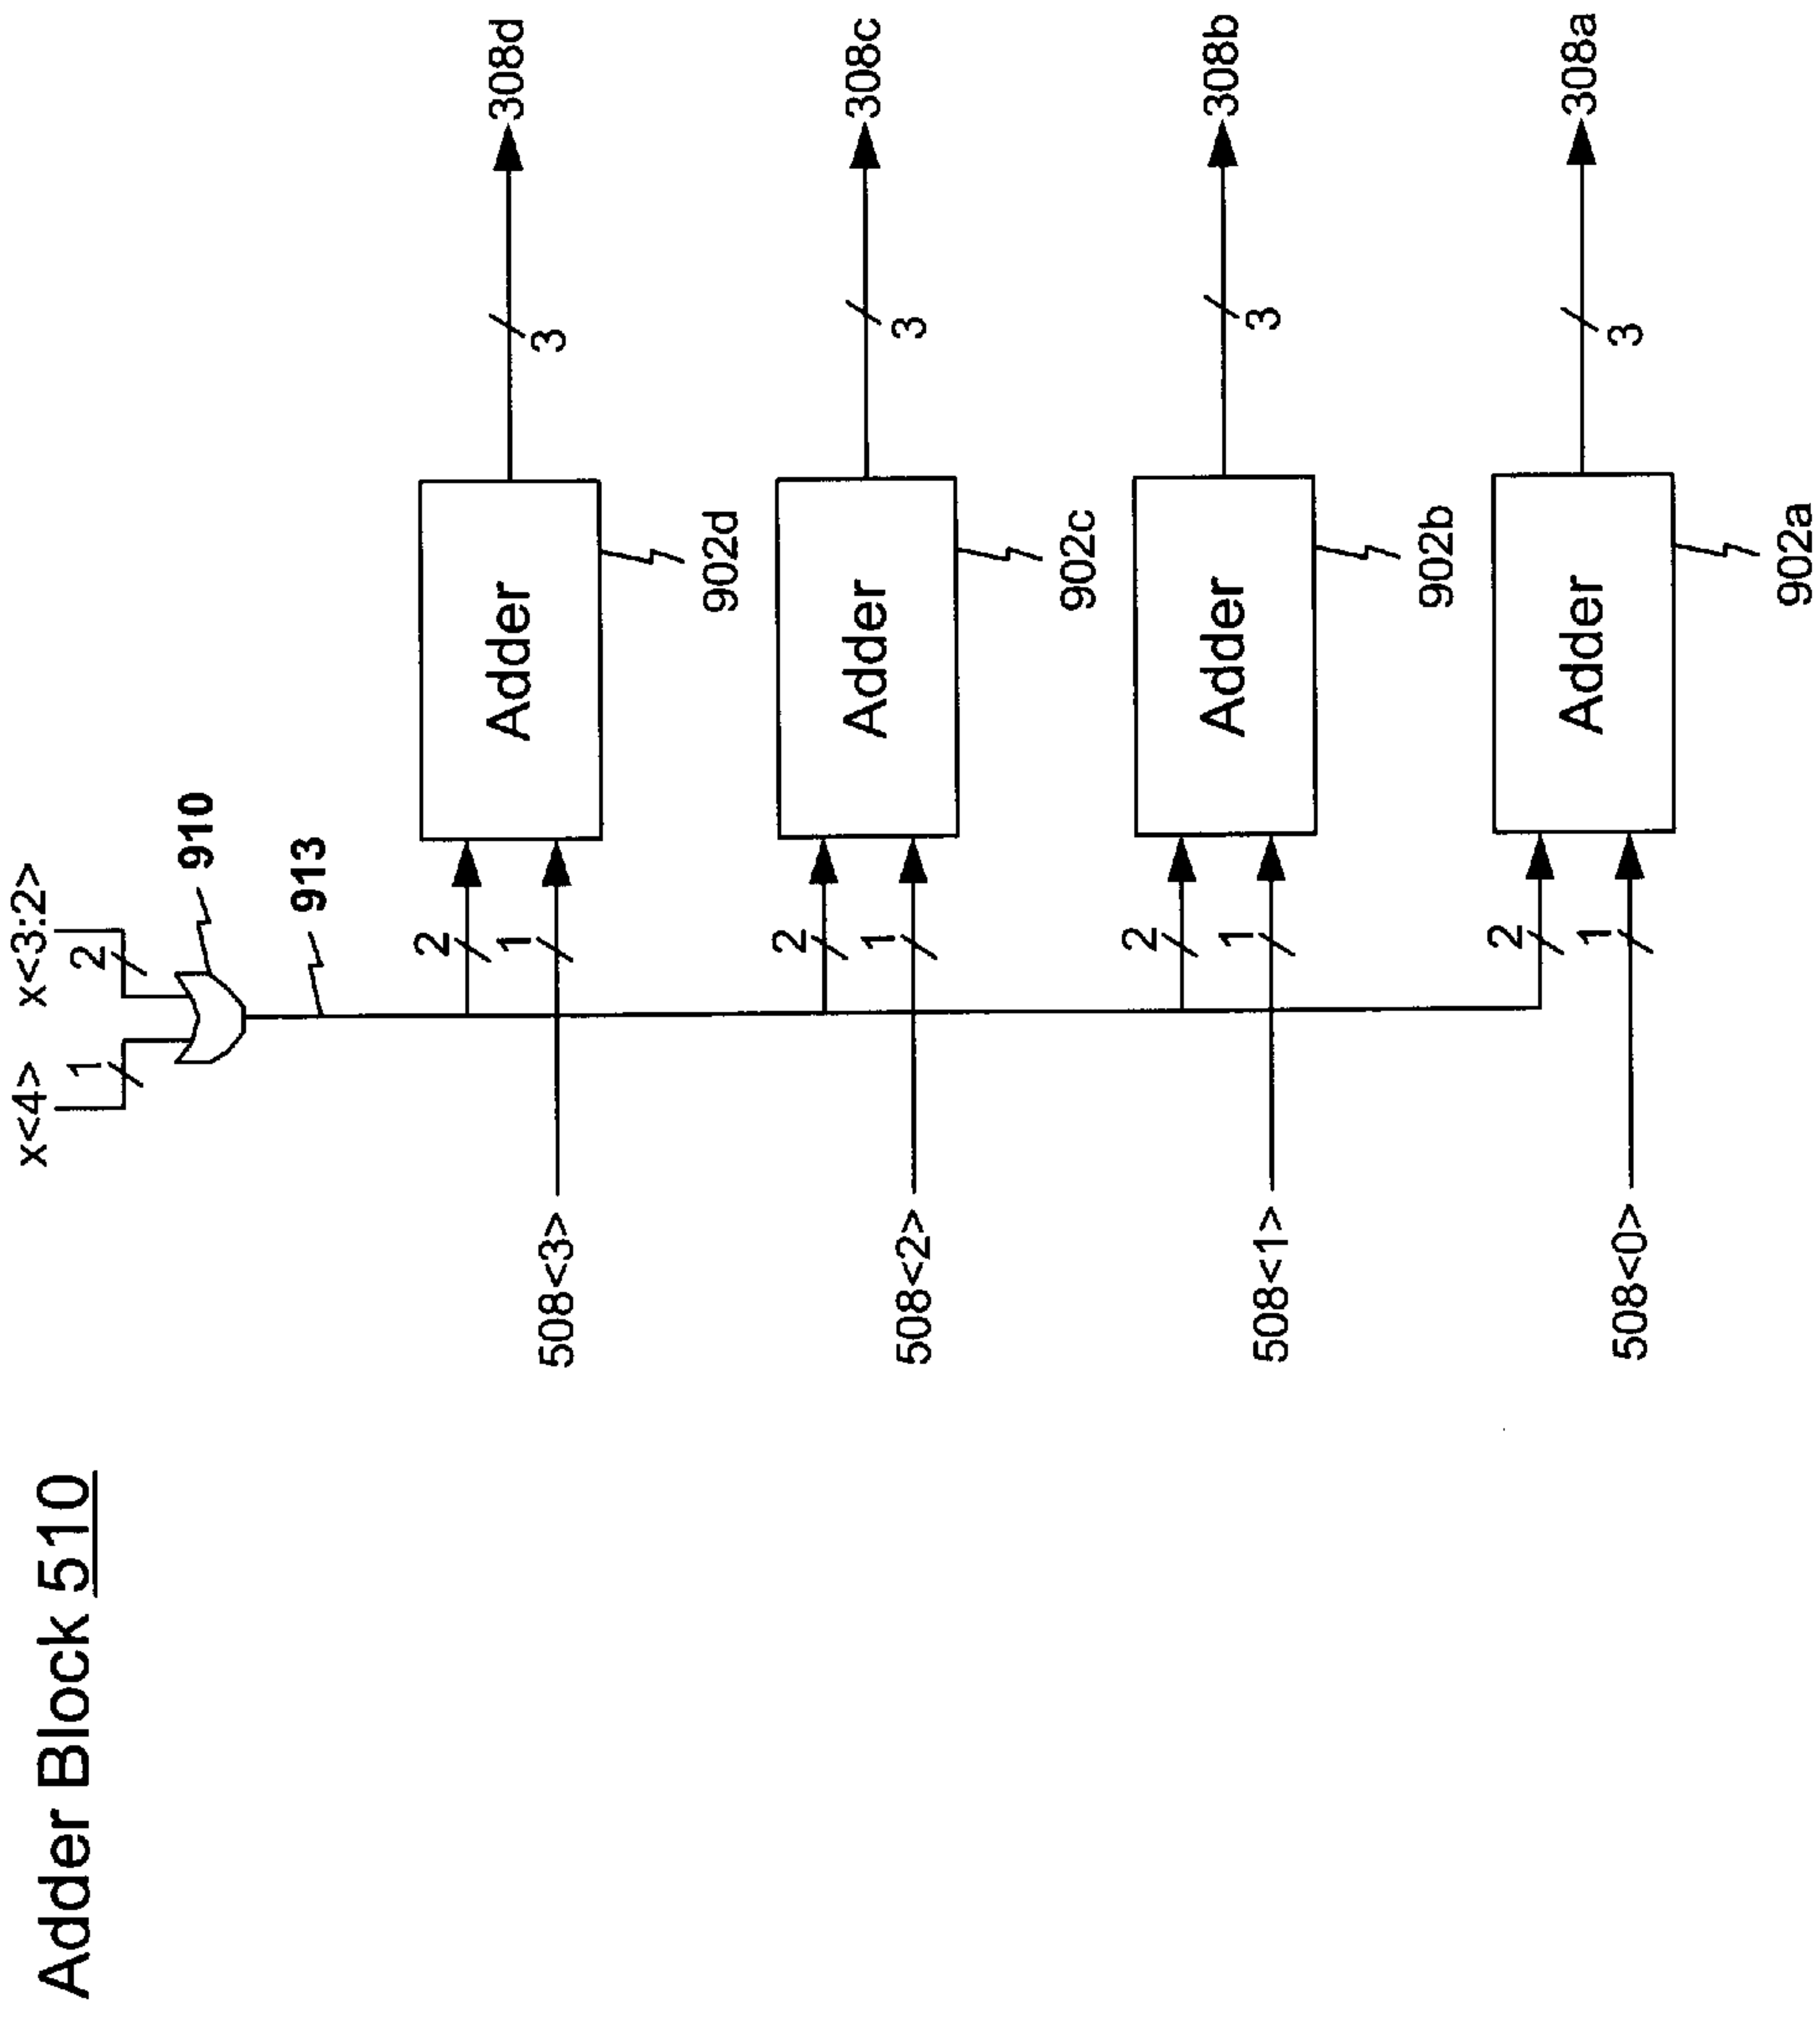 Adder Block 510
x<4>
x<3:2>
1
2
910
913
508<3>
2
1
Adder
902d
3
308d
508<2>
2
1
Adder
902c
3
308c
508<1>
2
1
Adder
902b
3
308b
508<0>
2
1
Adder
902a
3
308a